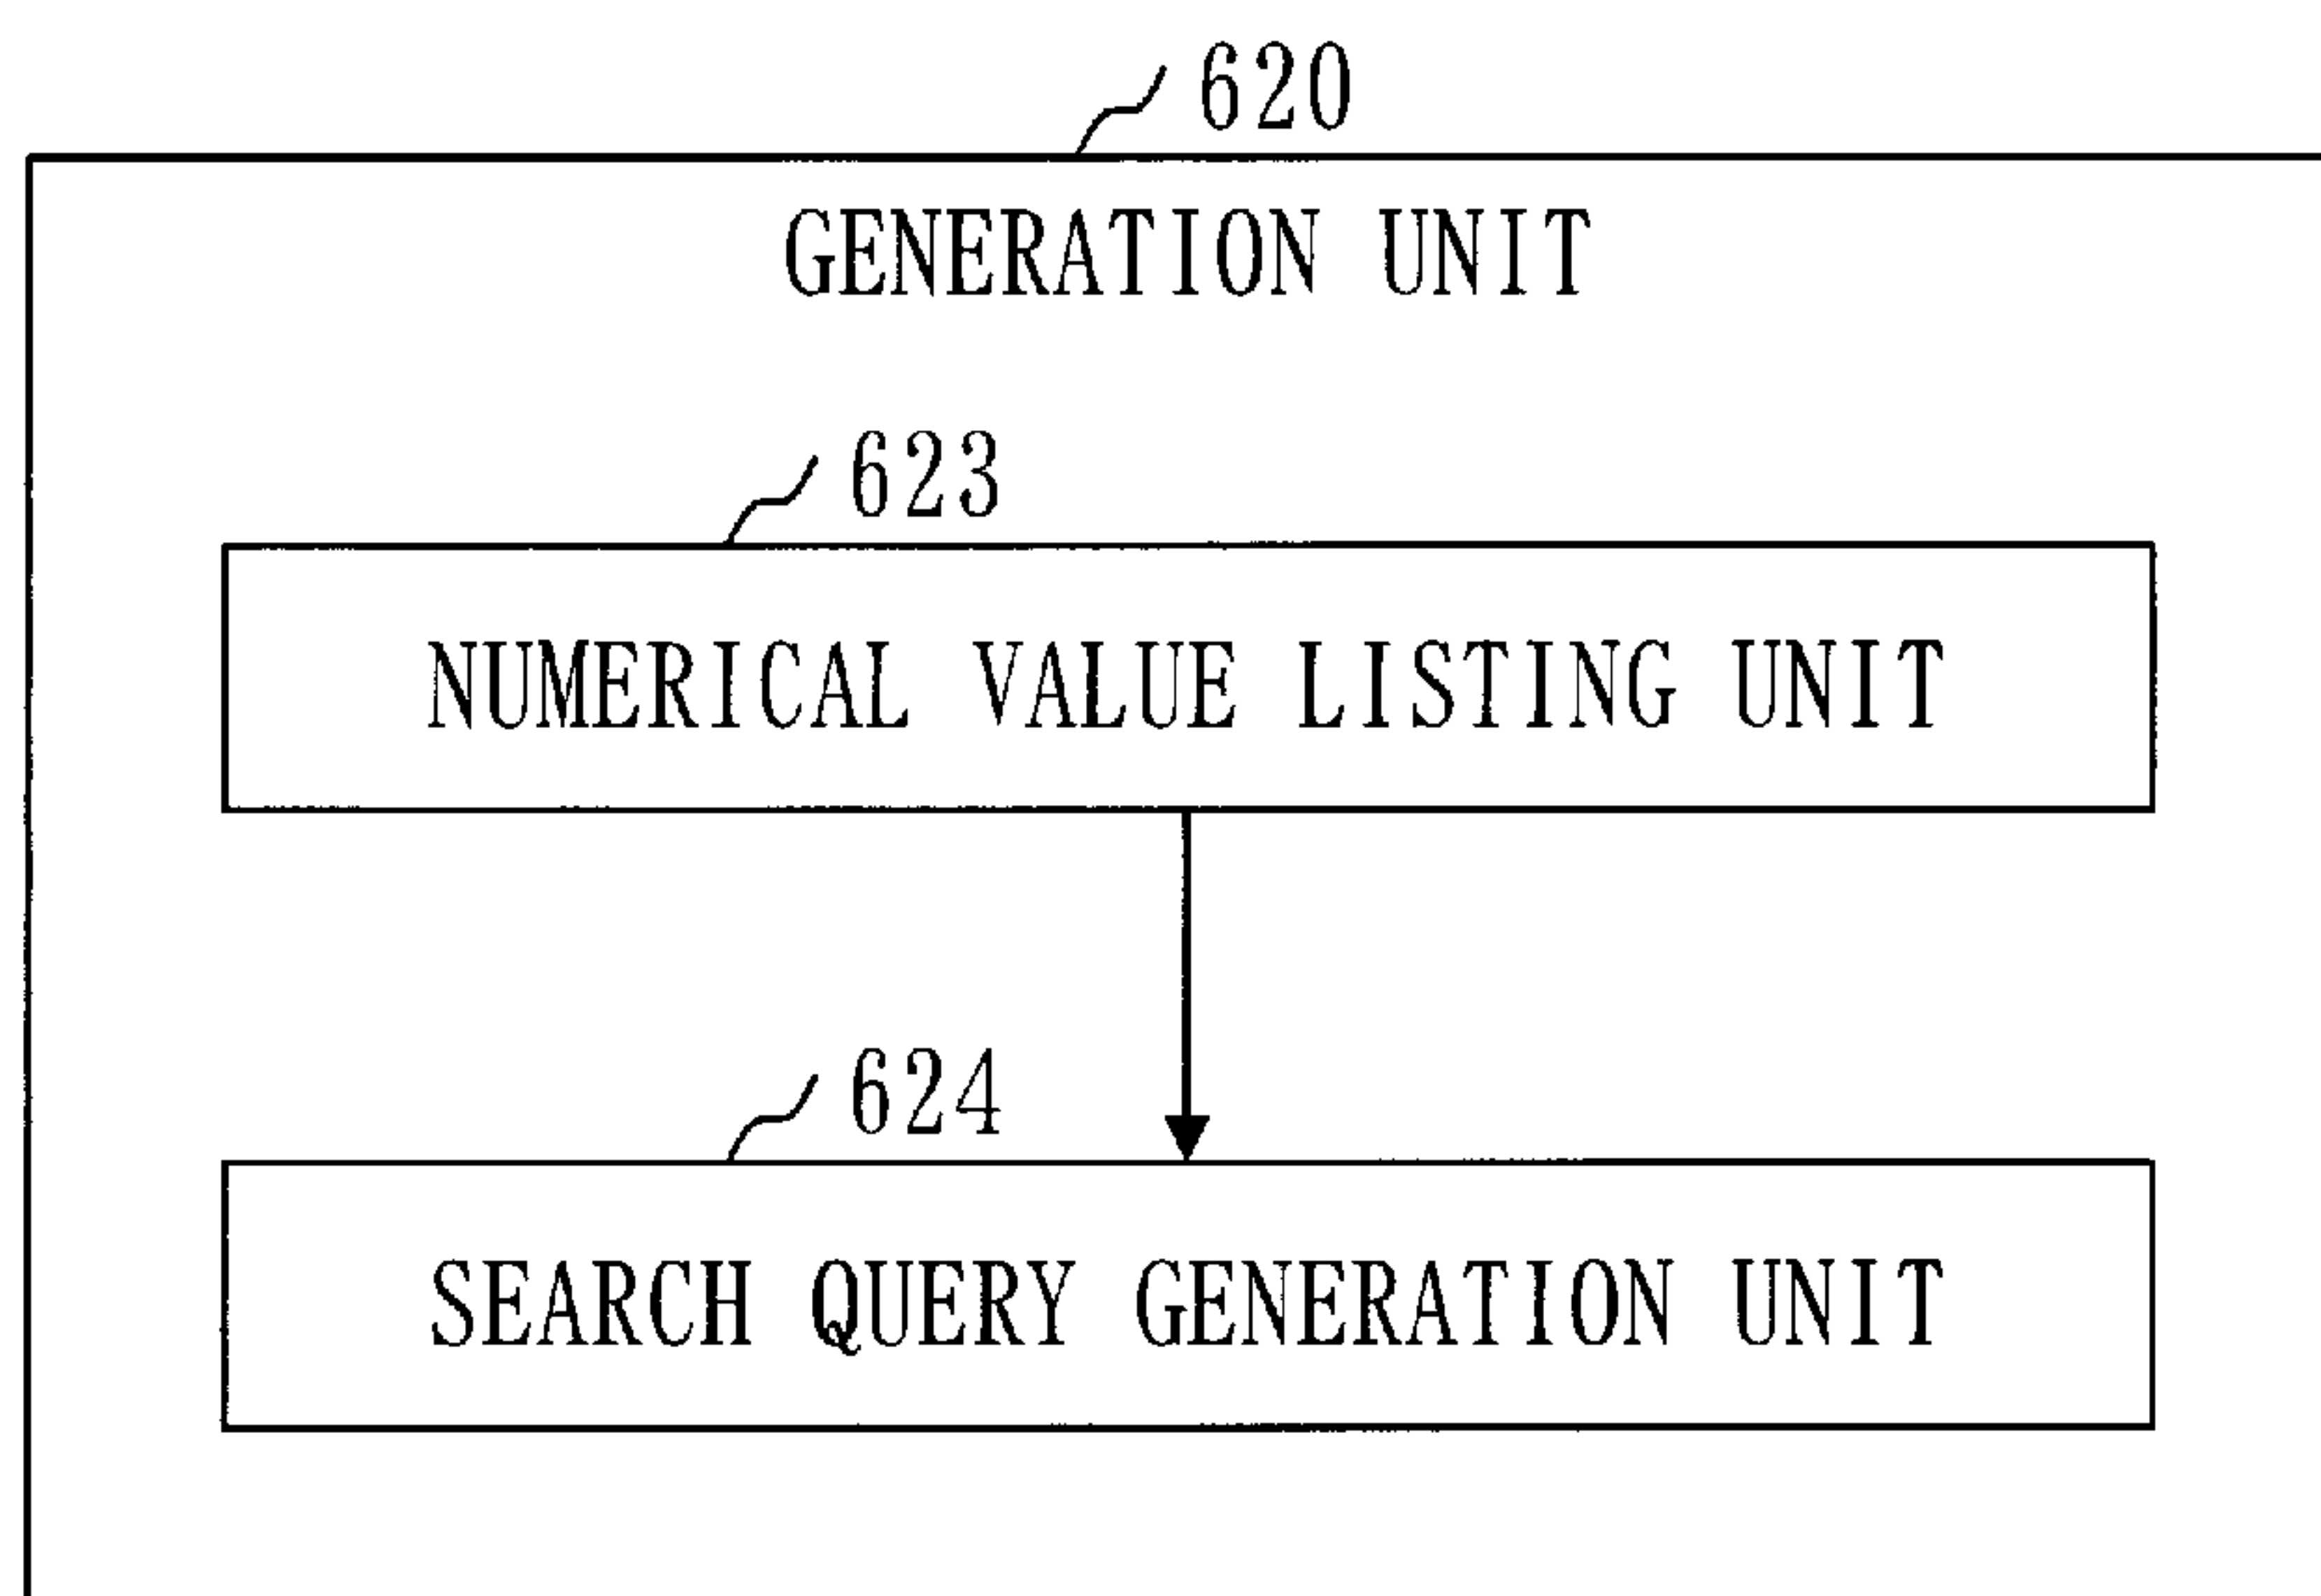 620
GENERATION UNIT
623
NUMERICAL VALUE LISTING UNIT
624
SEARCH QUERY GENERATION UNIT